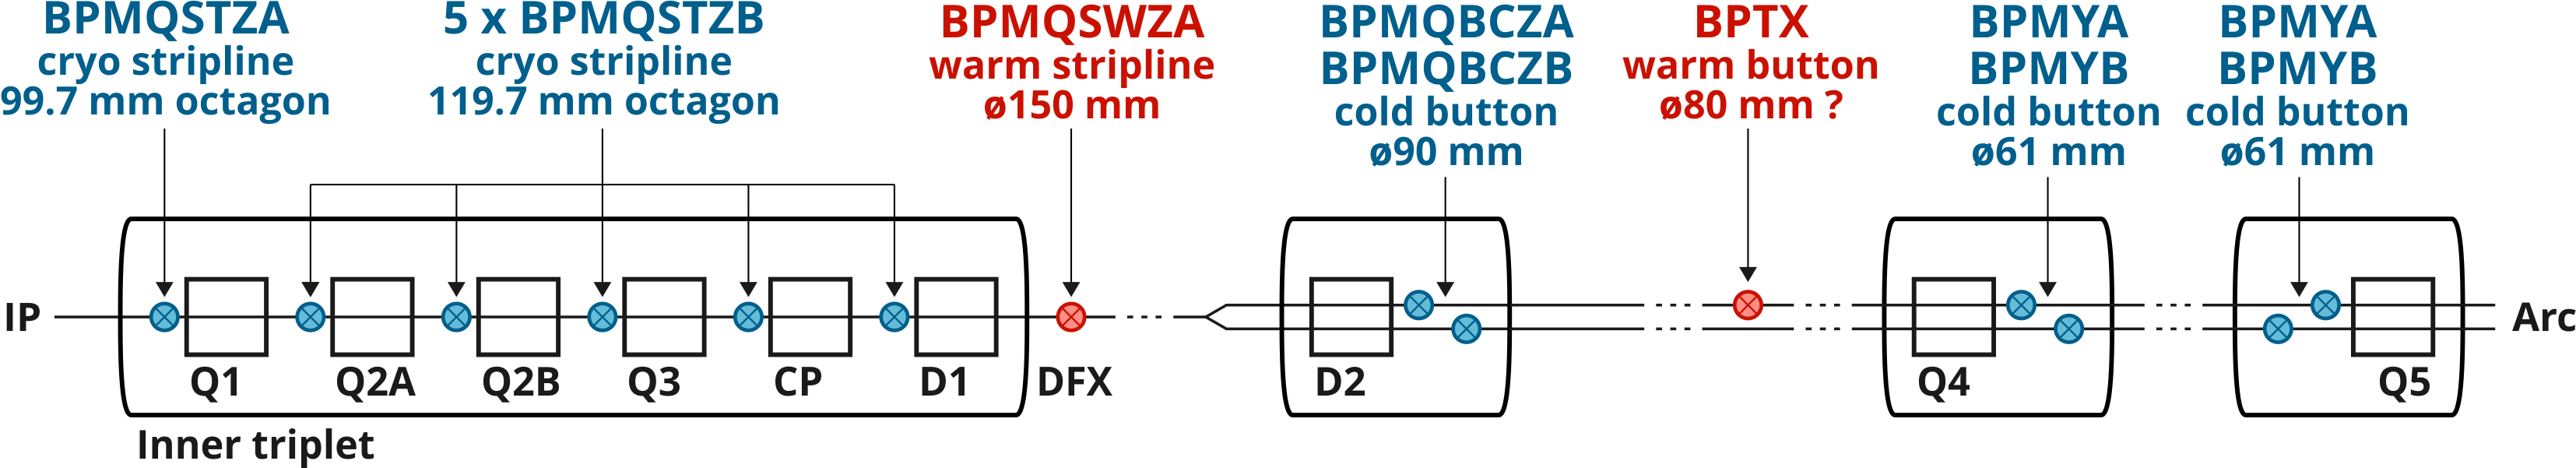 BPMQSTZA
cryo stripline
99.7 mm octagon
5 x BPMQSTZB
cryo stripline
119.7 mm octagon
BPMQSWZA
warm stripline
ø150 mm
BPMQBCZA
BPMQBCZB
cold button
ø90 mm
BPTX
warm button
ø80 mm ?
BPMYA
BPMYB
cold button
ø61 mm
BPMYA
BPMYB
cold button
ø61 mm
IP
Q1
Q2A
Q2B
Q3
CP
D1
DFX
D2
Q4
Q5
Arc
Inner triplet